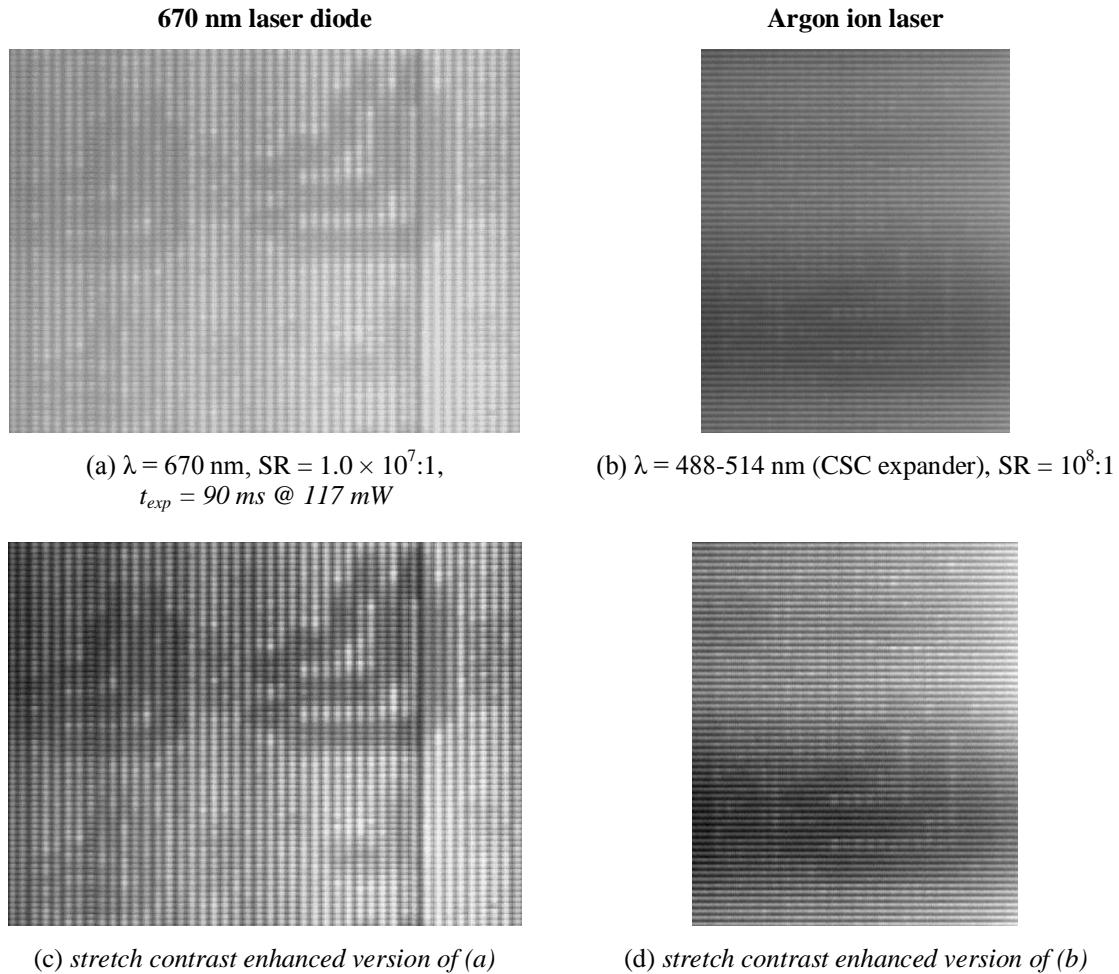 670 nm laser diode
Argon ion laser
(a) λ = 670 nm, SR = 1.0 × 10⁷:1,
t_exp = 90 ms @ 117 mW
(b) λ = 488-514 nm (CSC expander), SR = 10⁸:1
(c) stretch contrast enhanced version of (a)
(d) stretch contrast enhanced version of (b)